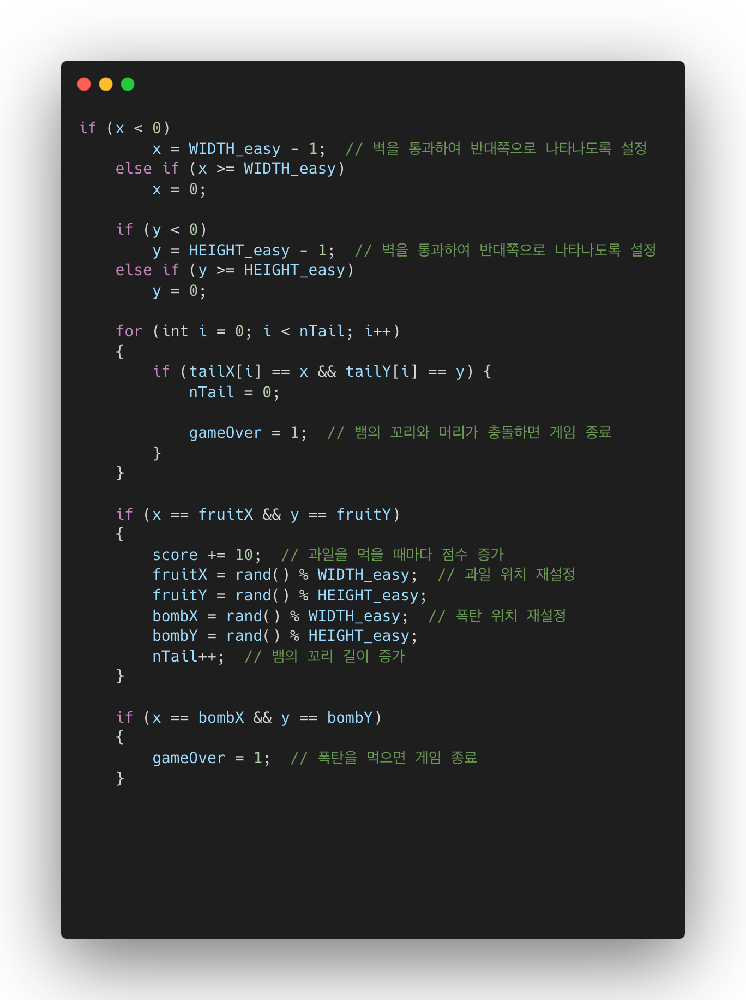 if (x < 0)
        x = WIDTH_easy - 1;  // 벽을 통과하여 반대쪽으로 나타나도록 설정
    else if (x >= WIDTH_easy)
        x = 0;

    if (y < 0)
        y = HEIGHT_easy - 1;  // 벽을 통과하여 반대쪽으로 나타나도록 설정
    else if (y >= HEIGHT_easy)
        y = 0;

    for (int i = 0; i < nTail; i++)
    {
        if (tailX[i] == x && tailY[i] == y) {
            nTail = 0;

            gameOver = 1;  // 뱀의 꼬리와 머리가 충돌하면 게임 종료
        }
    }

    if (x == fruitX && y == fruitY)
    {
        score += 10;  // 과일을 먹을 때마다 점수 증가
        fruitX = rand() % WIDTH_easy;  // 과일 위치 재설정
        fruitY = rand() % HEIGHT_easy;
        bombX = rand() % WIDTH_easy;  // 폭탄 위치 재설정
        bombY = rand() % HEIGHT_easy;
        nTail++;  // 뱀의 꼬리 길이 증가
    }

    if (x == bombX && y == bombY)
    {
        gameOver = 1;  // 폭탄을 먹으면 게임 종료
    }